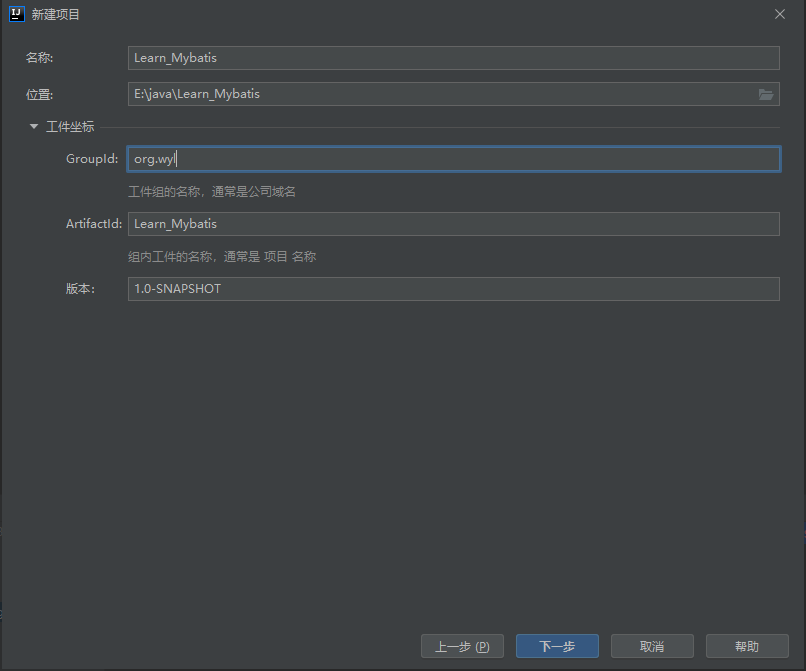 新建项目
名称: Learn_Mybatis
位置: E:\java\Learn_Mybatis
工件坐标
GroupId: org.wyl
工件组的名称，通常是公司域名
ArtifactId: Learn_Mybatis
组内工件的名称，通常是 项目 名称
版本: 1.0-SNAPSHOT
上一步 (P) 下一步 取消 帮助